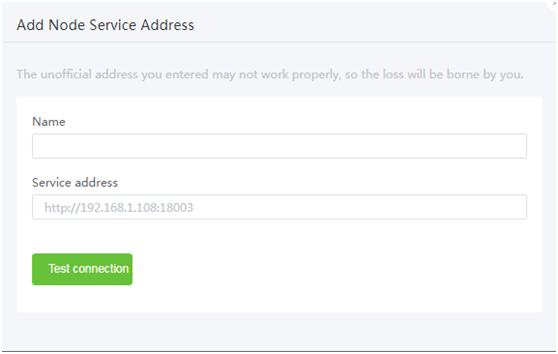 Add Node Service Address
The unofficial address you entered may not work properly, so the loss will be borne by you.
Name
Service address
http://192.168.1.108:18003
Test connection